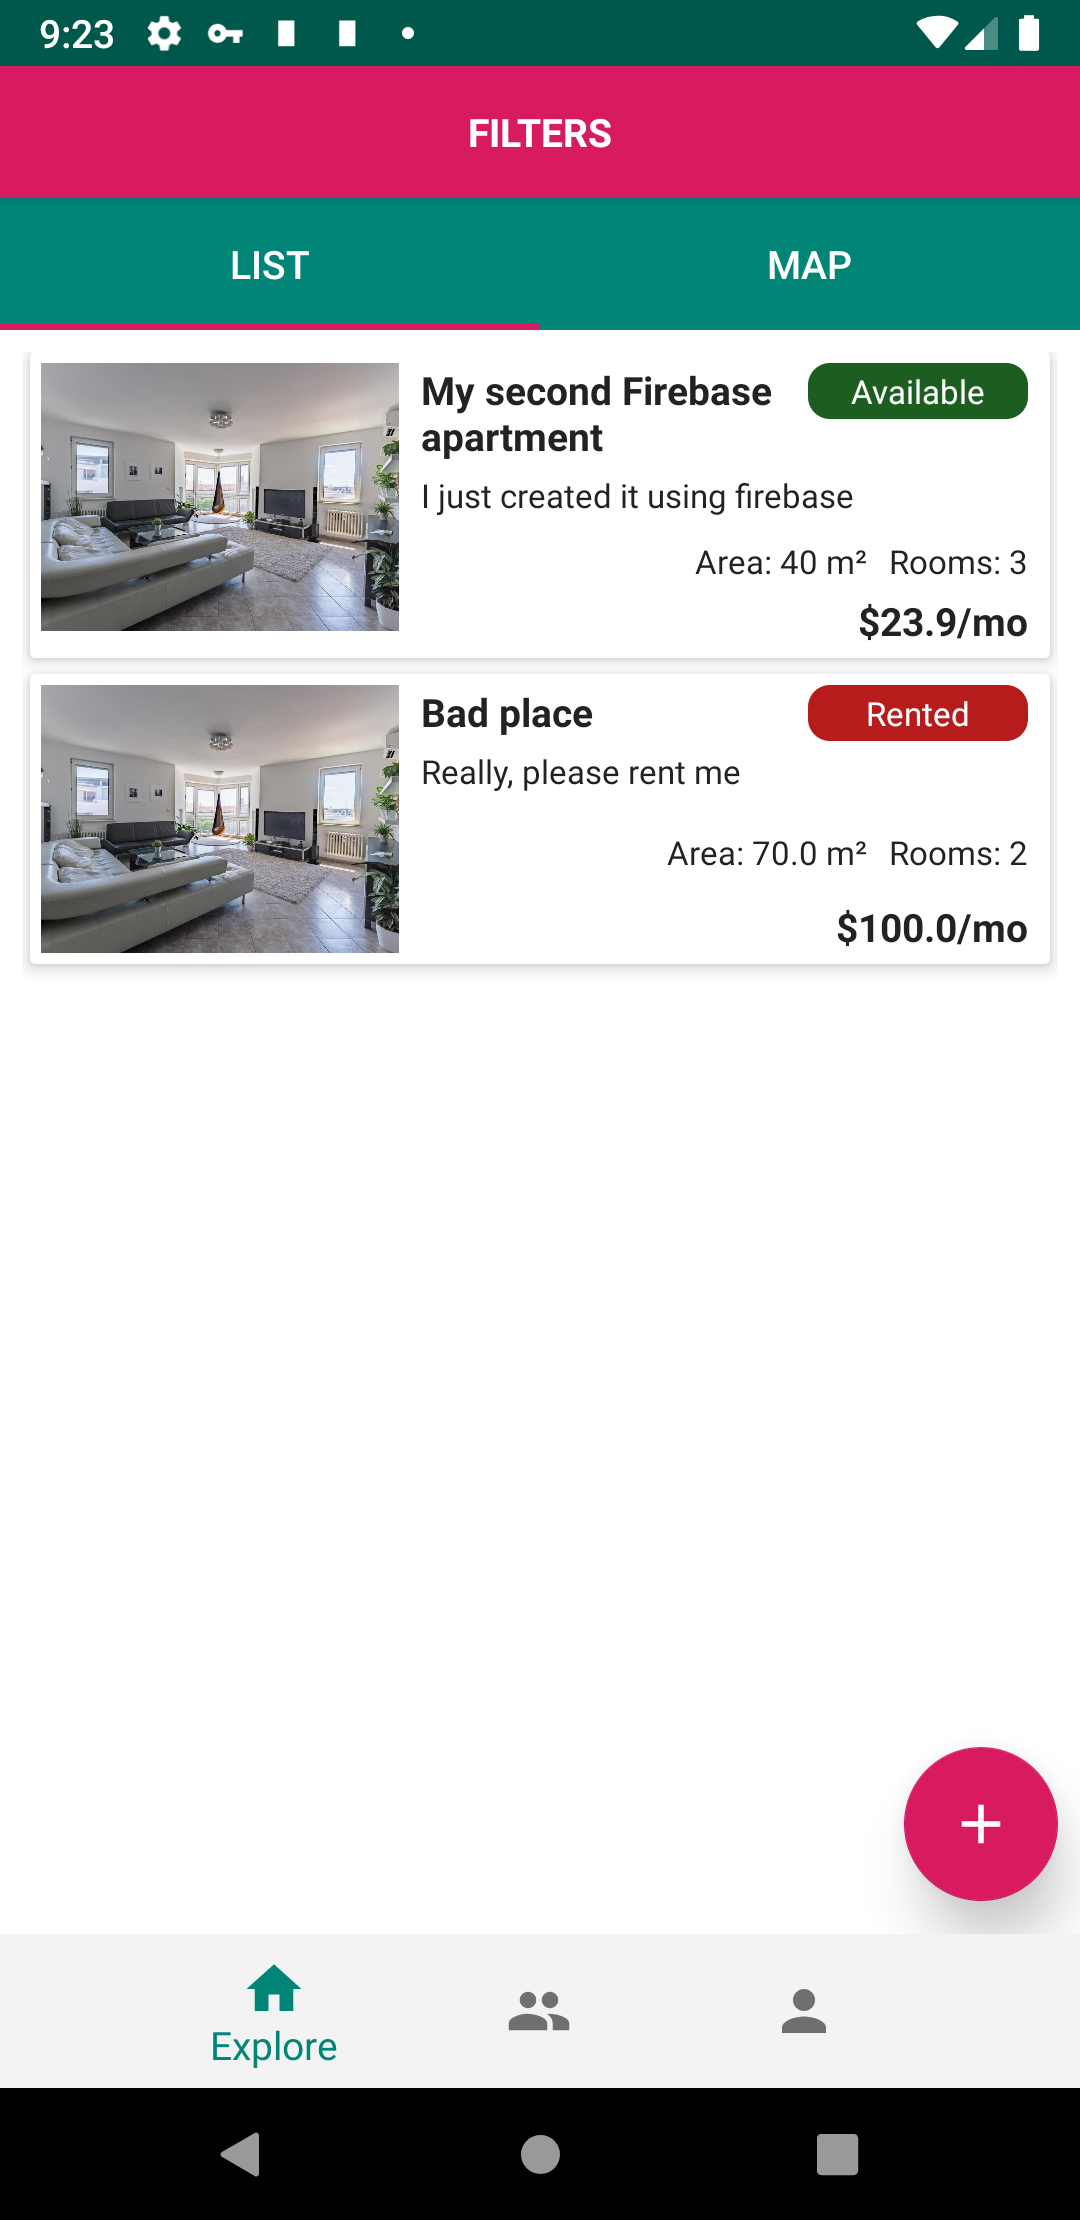 9:23
FILTERS
LIST
MAP
My second Firebase
apartment
Available
I just created it using firebase
Area: 40 m² Rooms: 3
$23.9/mo
Bad place
Rented
Really, please rent me
Area: 70.0 m² Rooms: 2
$100.0/mo
+
Explore